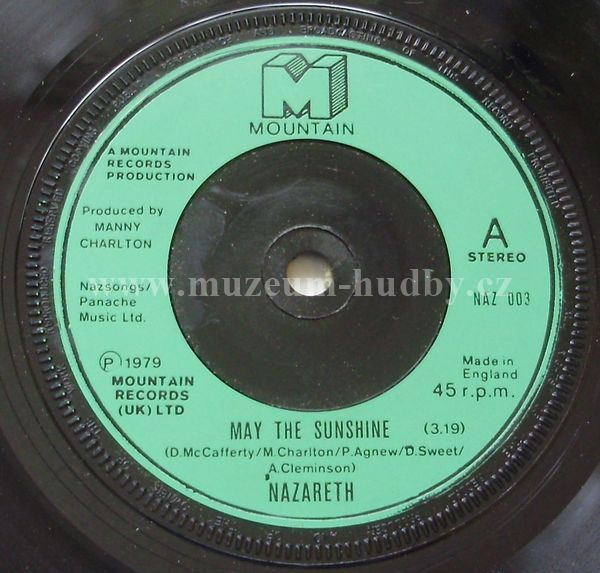 M
MOUNTAIN
A MOUNTAIN
RECORDS
PRODUCTION
Produced by
MANNY
CHARLTON
Nazsongs/
Panache
Music Ltd.
A
STEREO
www.muzeum-hudby.cz
NAZ 003
℗ 1979
MOUNTAIN
RECORDS
(UK) LTD
Made in
England
45 r.p.m.
MAY THE SUNSHINE (3.19)
(D.McCafferty/M.Charlton/P.Agnew/D.Sweet/
A.Cleminson)
NAZARETH